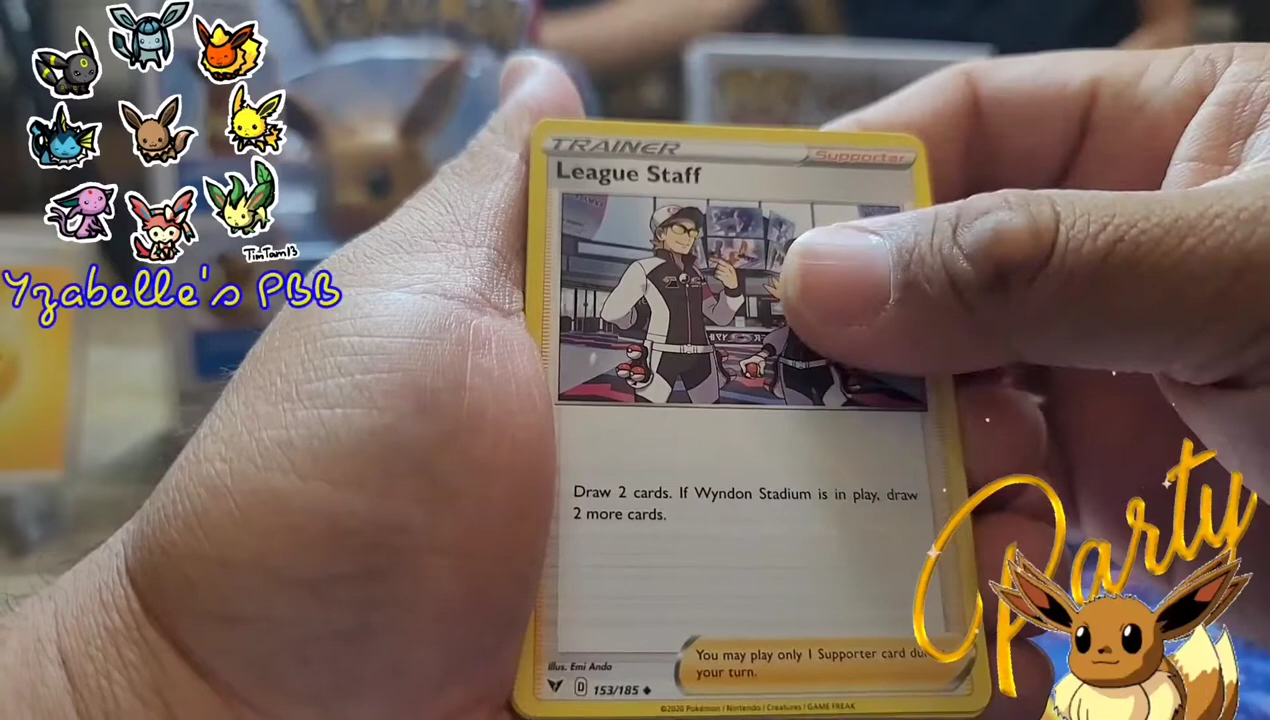 TimTam13
Yzabelle's PBB
TRAINER
Supporter
League Staff
Draw 2 cards. If Wyndon Stadium is in play, draw
2 more cards.
You may play only 1 Supporter card
your turn.
Illus. Emi Ando
D 153/185
©2020 Pokémon / Nintendo / Creatures / GAME FREAK
Party